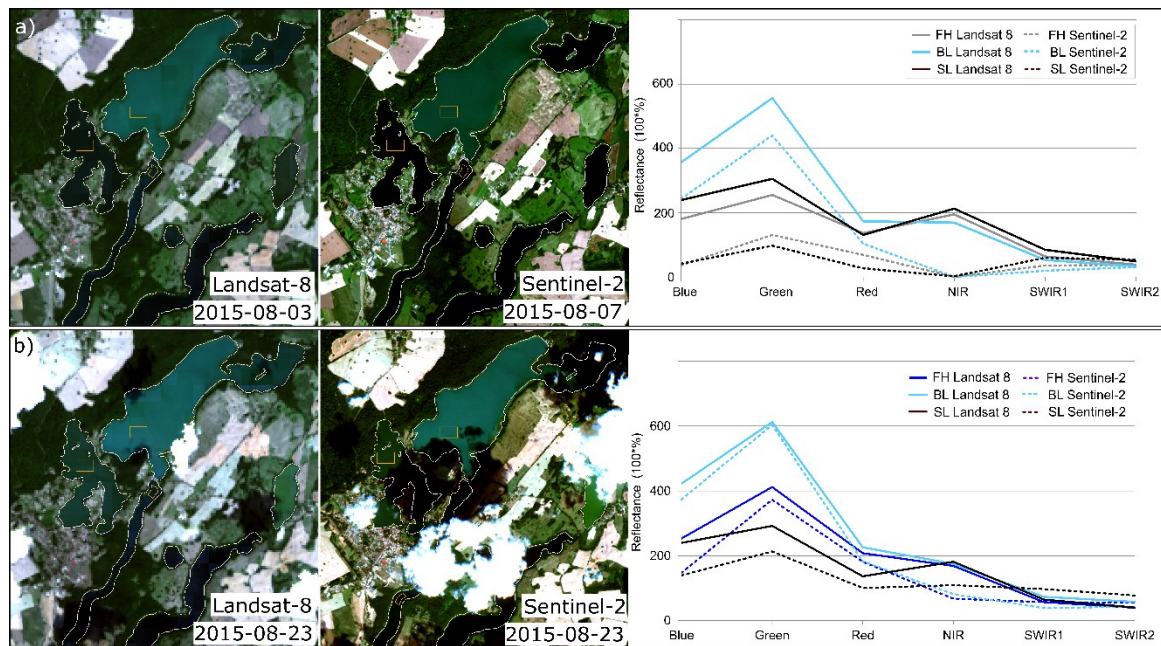 a)
Landsat-8
2015-08-03
Sentinel-2
2015-08-07
FH Landsat 8
FH Sentinel-2
BL Landsat 8
BL Sentinel-2
SL Landsat 8
SL Sentinel-2
Reflectance (100*%)
600
400
200
0
Blue Green Red NIR SWIR1 SWIR2
b)
Landsat-8
2015-08-23
Sentinel-2
2015-08-23
FH Landsat 8
FH Sentinel-2
BL Landsat 8
BL Sentinel-2
SL Landsat 8
SL Sentinel-2
Reflectance (100*%)
600
400
200
0
Blue Green Red NIR SWIR1 SWIR2